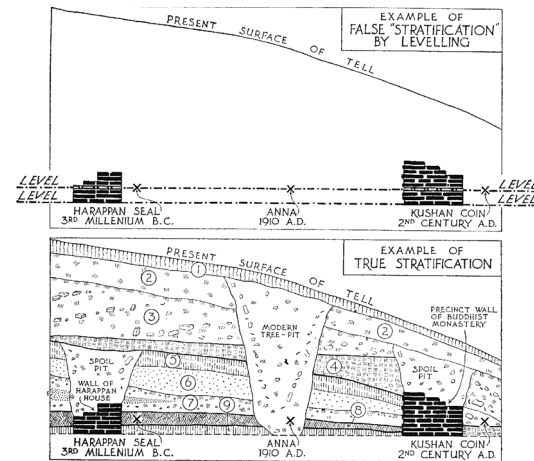 EXAMPLE OF
FALSE "STRATIFICATION"
BY LEVELLING
PRESENT SURFACE OF TELL
LEVEL LEVEL
LEVEL LEVEL
HARAPPAN SEAL
3RD MILLENIUM B.C.
ANNA
1910 A.D.
KUSHAN COIN
2ND CENTURY A.D.
EXAMPLE OF
TRUE STRATIFICATION
PRESENT SURFACE OF TELL
1
2
3
MODERN
TREE-PIT
PRECINCT WALL
OF BUDDHIST
MONASTERY
2
SPOIL
PIT
4
5
SPOIL
PIT
6
WALL OF
HARAPPAN
HOUSE
7
9
8
HARAPPAN SEAL
3RD MILLENIUM B.C.
ANNA
1910 A.D.
KUSHAN COIN
2ND CENTURY A.D.